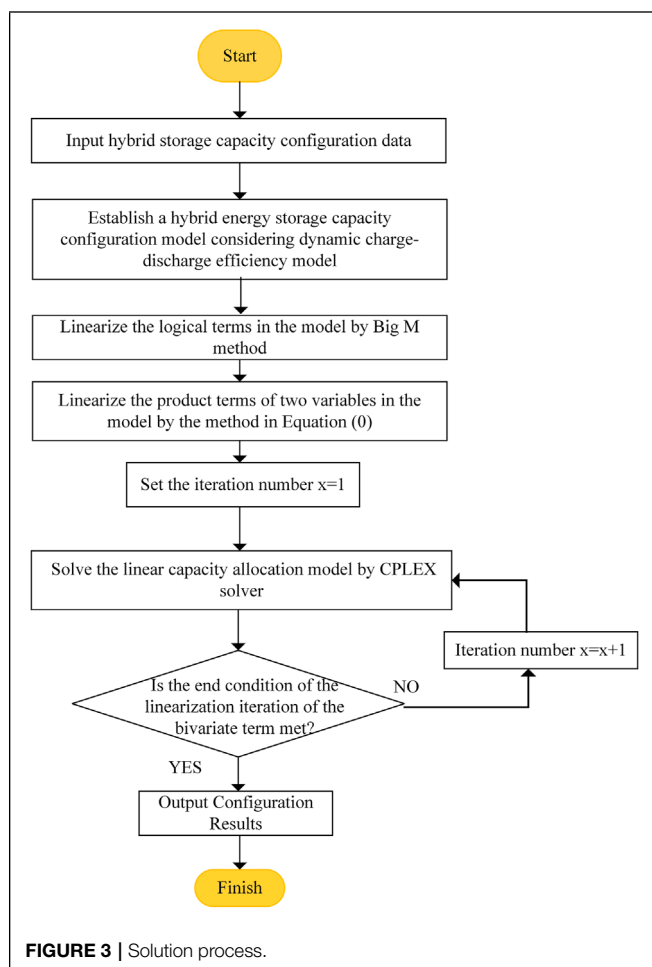 Start
Input hybrid storage capacity configuration data
Establish a hybrid energy storage capacity
configuration model considering dynamic charge-
discharge efficiency model
Linearize the logical terms in the model by Big M
method
Linearize the product terms of two variables in the
model by the method in Equation (0)
Set the iteration number x=1
Solve the linear capacity allocation model by CPLEX
solver
Iteration number x=x+1
Is the end condition of the
linearization iteration of the
bivariate term met?
NO
YES
Output Configuration
Results
Finish
FIGURE 3 | Solution process.